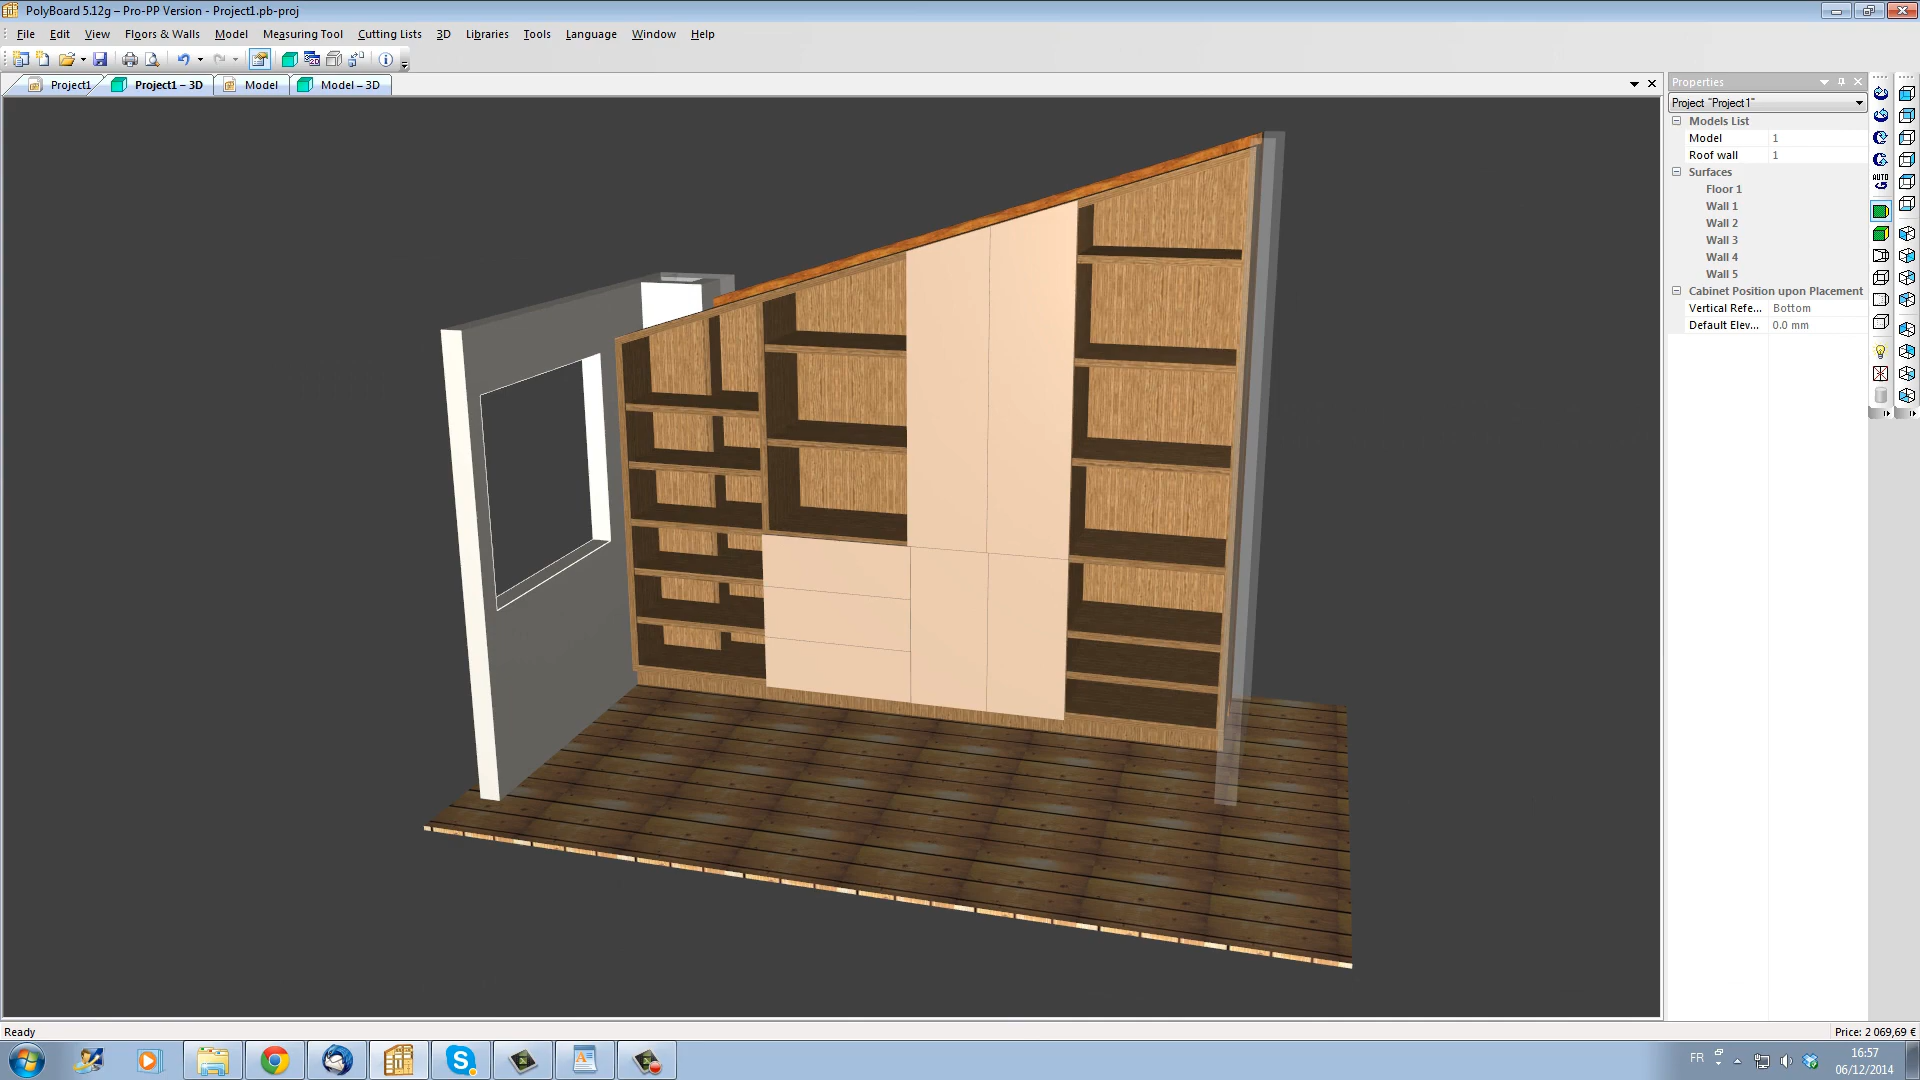 PolyBoard 5.12g – Pro-PP Version - Project1.pb-proj
File Edit View Floors & Walls Model Measuring Tool Cutting Lists 3D Libraries Tools Language Window Help
Project1 Project1 – 3D Model Model – 3D
Properties
Project "Project1"
Models List
Model 1
Roof wall 1
Surfaces
Floor 1
Wall 1
Wall 2
Wall 3
Wall 4
Wall 5
Cabinet Position upon Placement
Vertical Refe... Bottom
Default Elev... 0.0 mm
AUTO
Ready
Price: 2 069,69 €
FR
16:57
06/12/2014